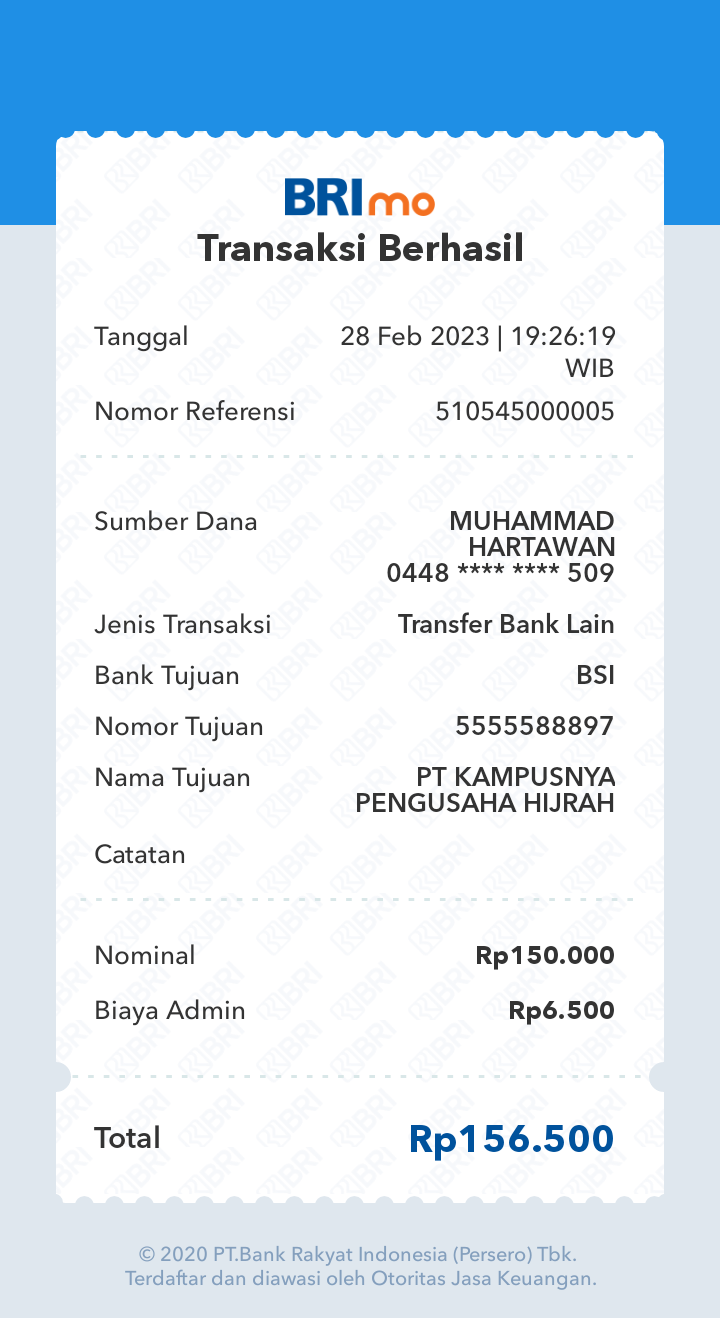 BRImo
Transaksi Berhasil
Tanggal 28 Feb 2023 | 19:26:19
WIB
Nomor Referensi 510545000005
Sumber Dana MUHAMMAD
HARTAWAN
0448 **** **** 509
Jenis Transaksi Transfer Bank Lain
Bank Tujuan BSI
Nomor Tujuan 5555588897
Nama Tujuan PT KAMPUSNYA
PENGUSAHA HIJRAH
Catatan
Nominal Rp150.000
Biaya Admin Rp6.500
Total Rp156.500
© 2020 PT.Bank Rakyat Indonesia (Persero) Tbk.
Terdaftar dan diawasi oleh Otoritas Jasa Keuangan.